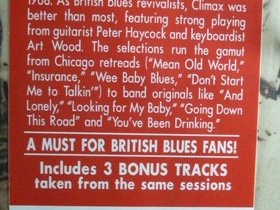 1968. As British blues revivalists, Climax was
better than most, featuring strong playing
from guitarist Peter Haycock and keyboardist
Art Wood. The selections run the gamut
from Chicago retreads ("Mean Old World,"
"Insurance," "Wee Baby Blues," "Don't Start
Me to Talkin'") to band originals like "And
Lonely," "Looking for My Baby," "Going Down
This Road" and "You've Been Drinking."
A MUST FOR BRITISH BLUES FANS!
Includes 3 BONUS TRACKS
taken from the same sessions